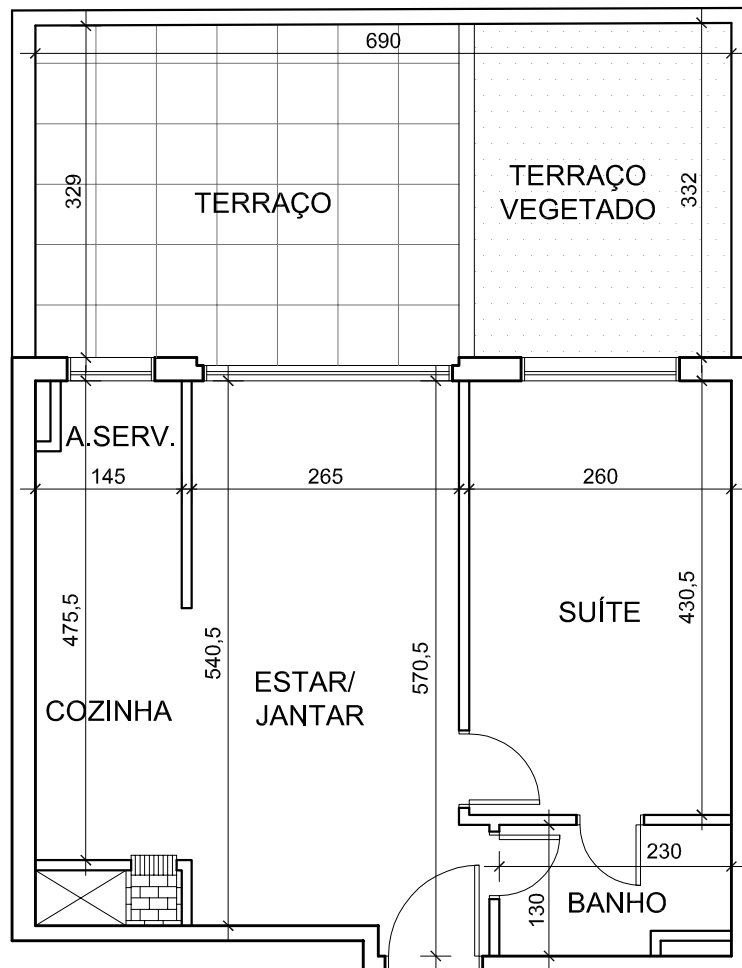 690
329
TERRAÇO
TERRAÇO
VEGETADO
332
A.SERV.
145
265
260
475,5
540,5
570,5
430,5
SUÍTE
ESTAR/
JANTAR
COZINHA
230
130
BANHO